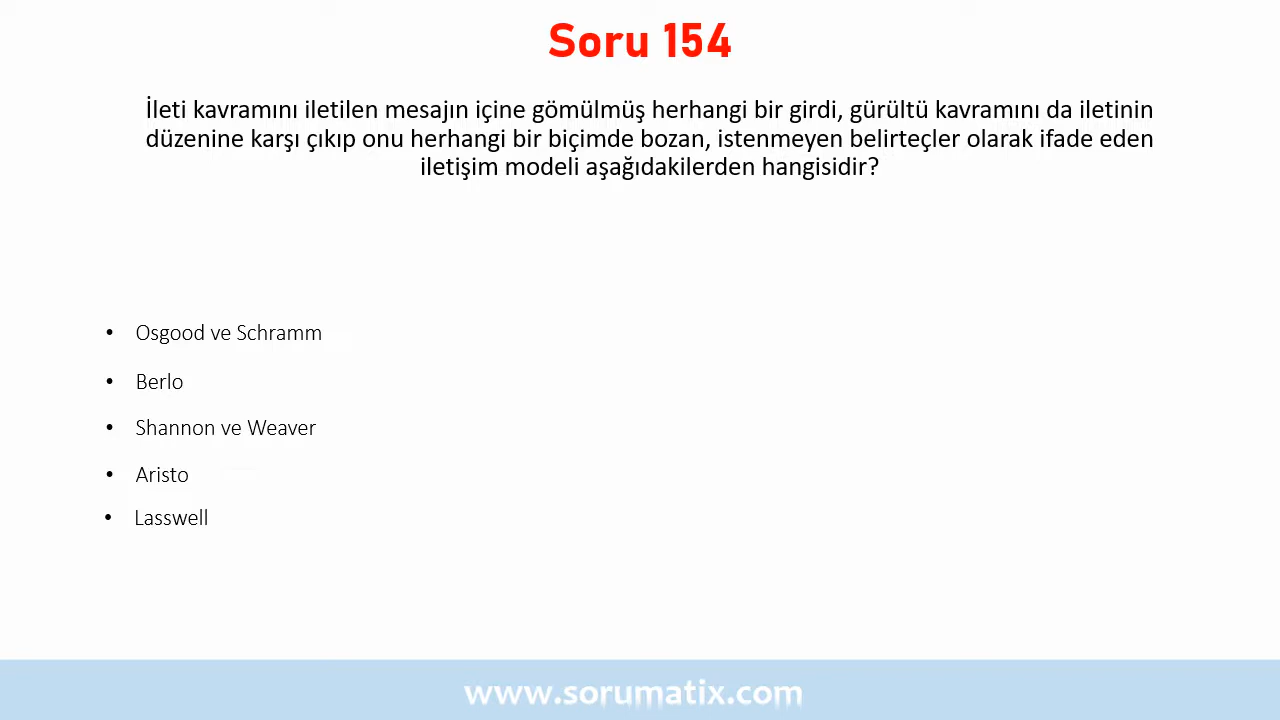 Soru 154
İleti kavramını iletilen mesajın içine gömülmüş herhangi bir girdi, gürültü kavramını da iletinin
düzenine karşı çıkıp onu herhangi bir biçimde bozan, istenmeyen belirteçler olarak ifade eden
iletişim modeli aşağıdakilerden hangisidir?
• Osgood ve Schramm
• Berlo
• Shannon ve Weaver
• Aristo
• Lasswell
www.sorumatix.com